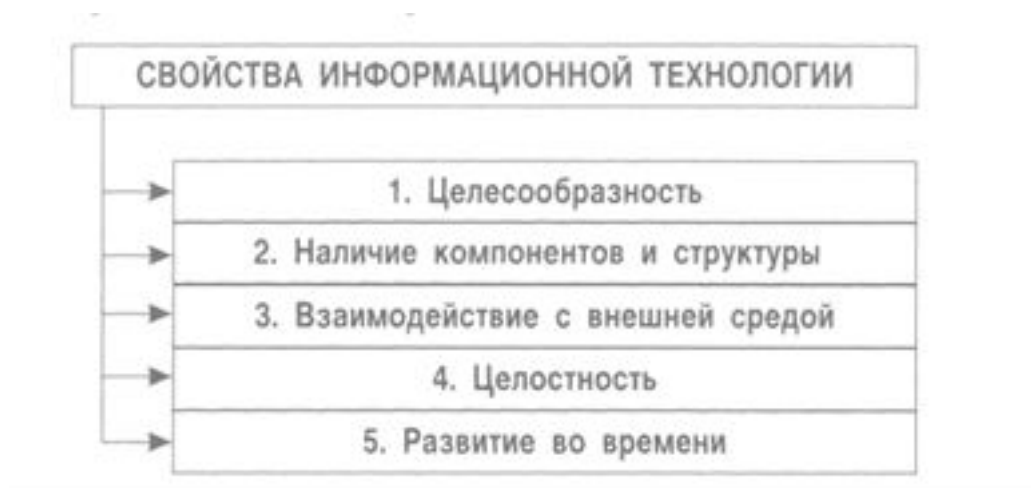 СВОЙСТВА ИНФОРМАЦИОННОЙ ТЕХНОЛОГИИ
1. Целесообразность
2. Наличие компонентов и структуры
3. Взаимодействие с внешней средой
4. Целостность
5. Развитие во времени